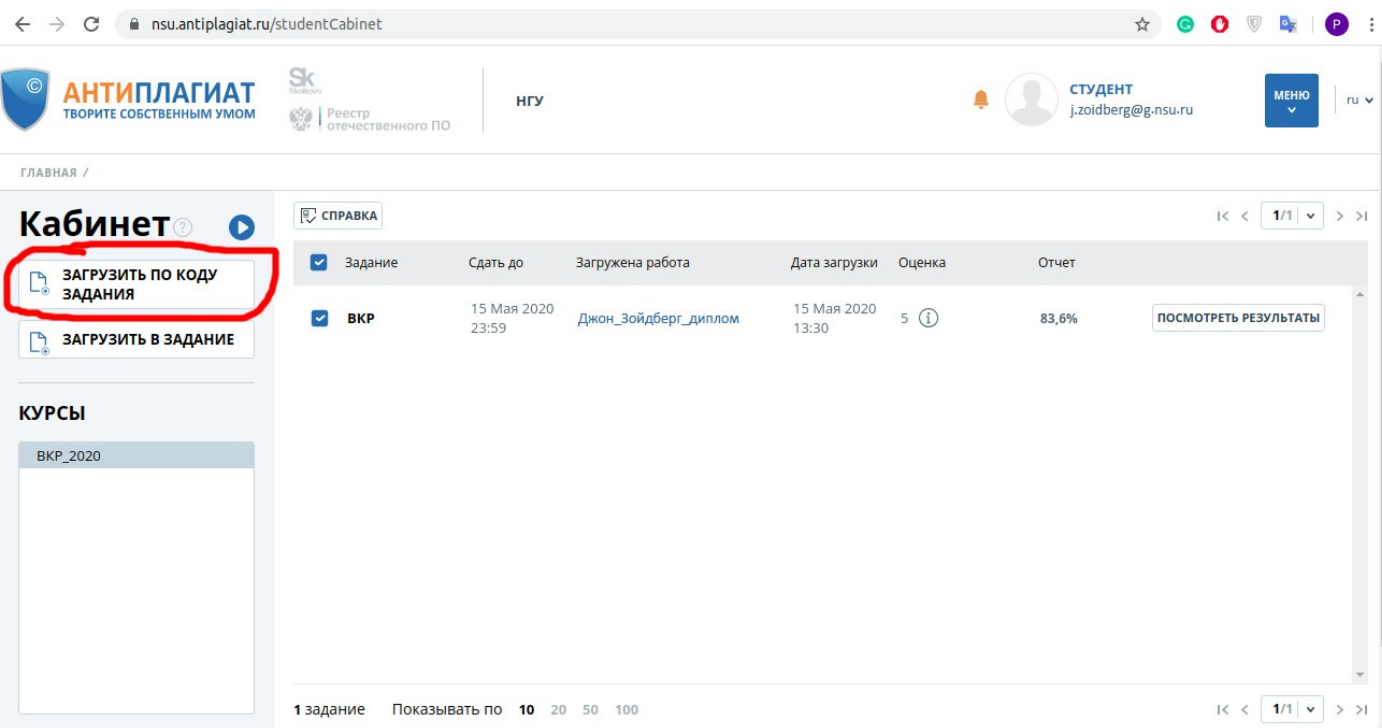 nsu.antiplagiat.ru/studentCabinet
P
©
АНТИПЛАГИАТ
ТВОРИТЕ СОБСТВЕННЫМ УМОМ
Sk
Skolkovo
Реестр
отечественного ПО
НГУ
СТУДЕНТ
j.zoidberg@g.nsu.ru
МЕНЮ
ru
ГЛАВНАЯ /
Кабинет ?
СПРАВКА
1/1
ЗАГРУЗИТЬ ПО КОДУ
ЗАДАНИЯ
ЗАГРУЗИТЬ В ЗАДАНИЕ
КУРСЫ
ВКР_2020
Задание Сдать до Загружена работа Дата загрузки Оценка Отчет
ВКР 15 Мая 2020 Джон_Зойдберг_диплом 15 Мая 2020 5 83,6% ПОСМОТРЕТЬ РЕЗУЛЬТАТЫ
23:59 13:30
1 задание Показывать по 10 20 50 100 1/1